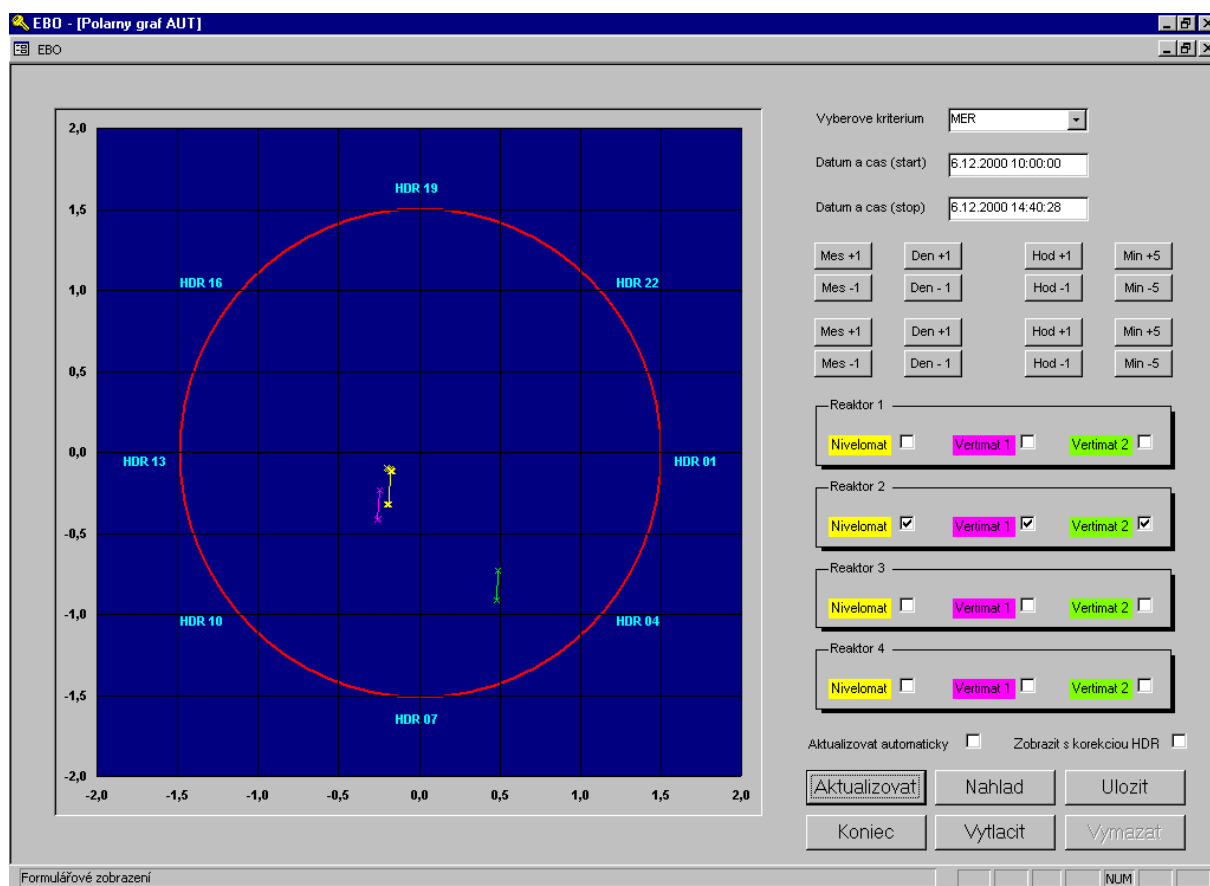 EBO - [Polarny graf AUT]
EBO
2,0
1,5
1,0
0,5
0,0
-0,5
-1,0
-1,5
-2,0
-2,0 -1,5 -1,0 -0,5 0,0 0,5 1,0 1,5 2,0
HDR 19
HDR 16 HDR 22
HDR 13 HDR 01
HDR 10 HDR 04
HDR 07
Vyberove kriterium MER
Datum a cas (start) 6.12.2000 10:00:00
Datum a cas (stop) 6.12.2000 14:40:28
Mes +1 Den +1 Hod +1 Min +5
Mes -1 Den - 1 Hod -1 Min -5
Mes +1 Den +1 Hod +1 Min +5
Mes -1 Den - 1 Hod -1 Min -5
Reaktor 1
Nivelomat Vertimat 1 Vertimat 2
Reaktor 2
Nivelomat Vertimat 1 Vertimat 2
Reaktor 3
Nivelomat Vertimat 1 Vertimat 2
Reaktor 4
Nivelomat Vertimat 1 Vertimat 2
Aktualizovat automaticky Zobrazit s korekciou HDR
Aktualizovat Nahlad Ulozit
Koniec Vytlacit Vymazat
Formulářové zobrazení NUM